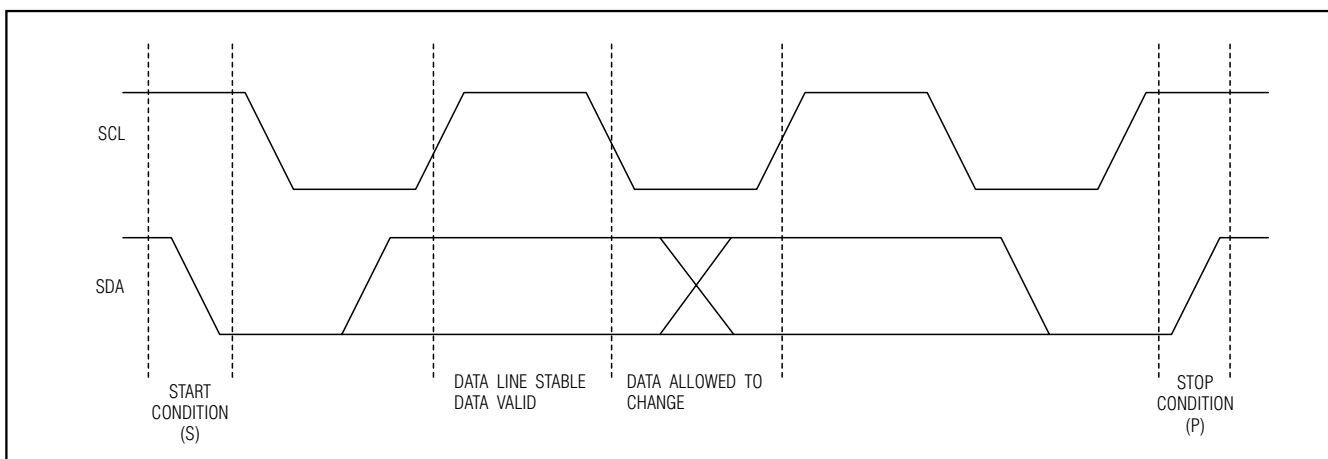 SCL
SDA
START
CONDITION
(S)
DATA LINE STABLE
DATA VALID
DATA ALLOWED TO
CHANGE
STOP
CONDITION
(P)